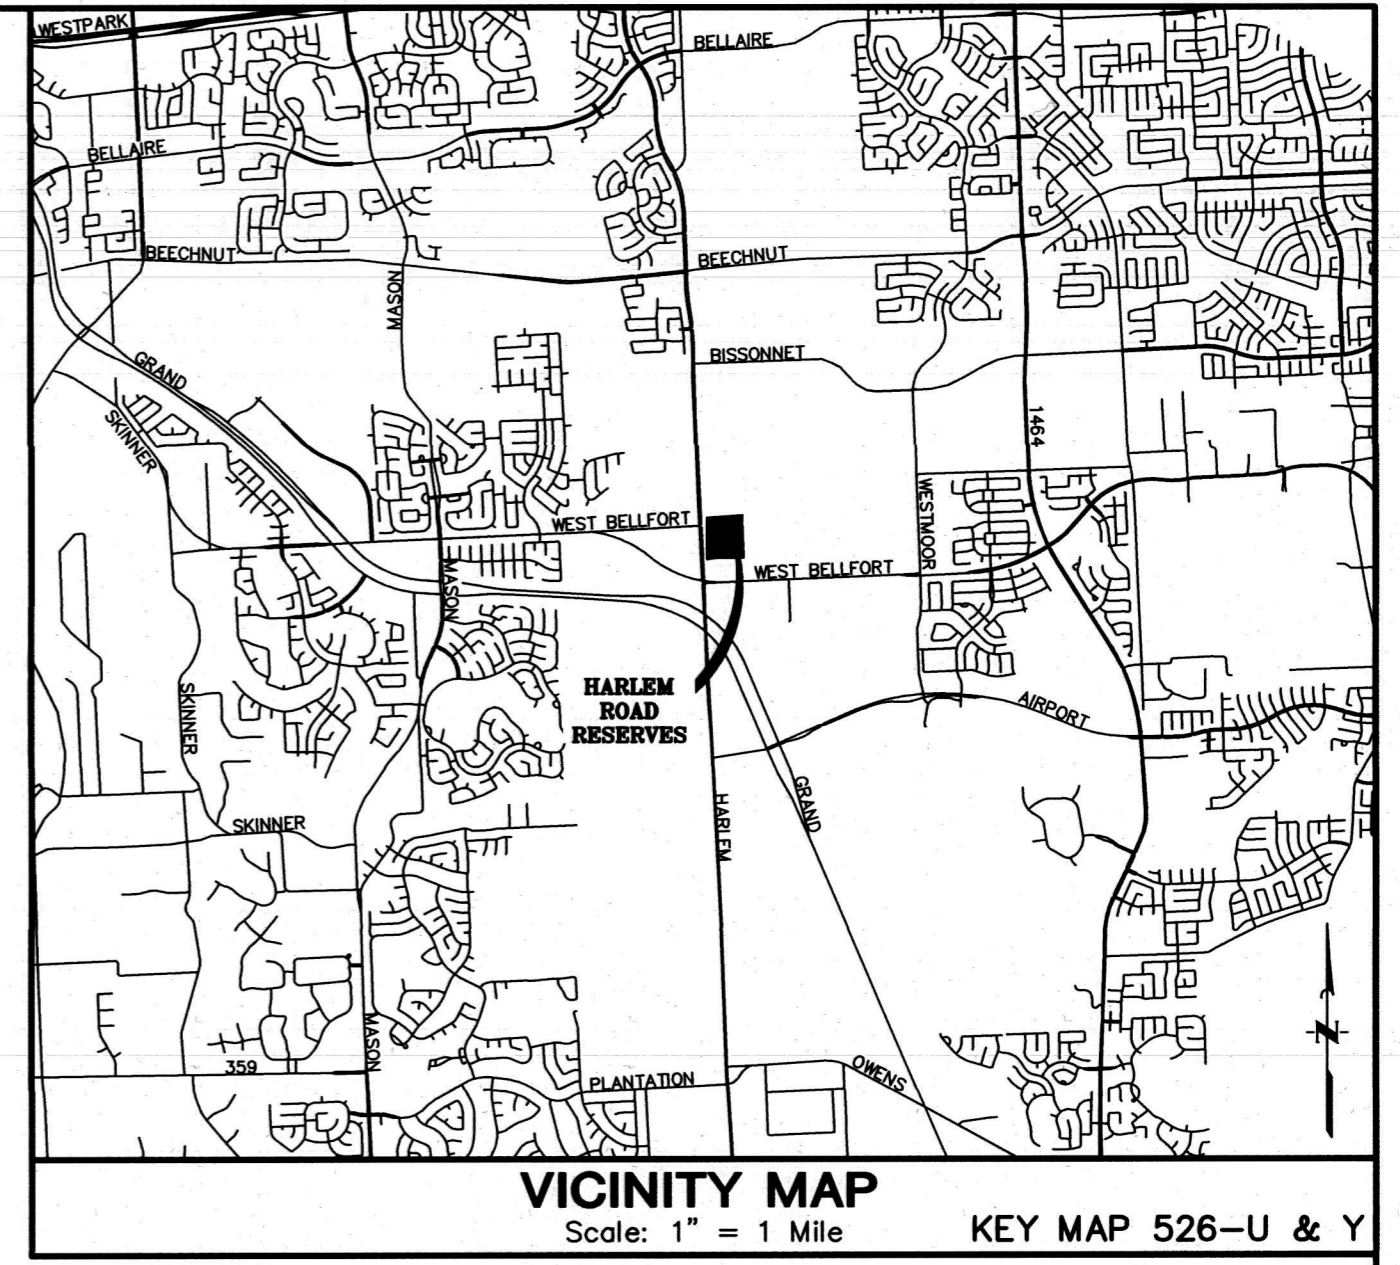 WESTPARK
BELLAIRE
BELLAIRE
BEECHNUT
BEECHNUT
MASON
BISSONNET
GRAND
SKINNER
1464
WESTMOOR
WEST BELLFORT
WEST BELLFORT
MASON
HARLEM
ROAD
RESERVES
SKINNER
AIRPORT
GRAND
HARLEM
SKINNER
N
MASON
359
PLANTATION
OWENS
VICINITY MAP
Scale: 1" = 1 Mile
KEY MAP 526-U & Y